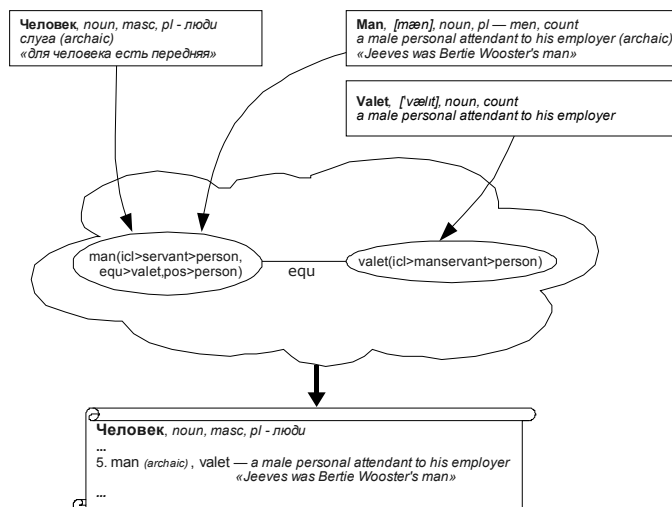 Человек, noun, masc, pl - люди
слуга (archaic)
«для человека есть передняя»
Man, [mæn], noun, pl — men, count
a male personal attendant to his employer (archaic)
«Jeeves was Bertie Wooster's man»
Valet, ['vælıt], noun, count
a male personal attendant to his employer
man(icl>servant>person,
equ>valet,pos>person)
equ
valet(icl>manservant>person)
Человек, noun, masc, pl - люди
...
5. man (archaic) , valet — a male personal attendant to his employer
«Jeeves was Bertie Wooster's man»
...